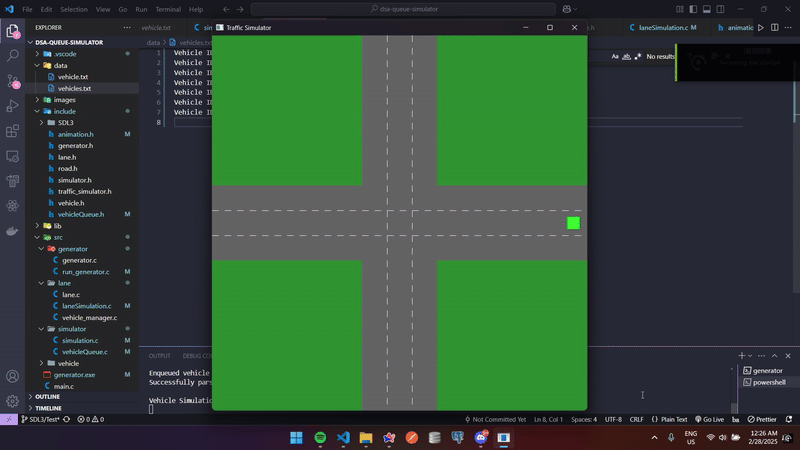 File Edit Selection View Go Run Terminal Help
dsa-queue-simulator
EXPLORER
vehicle.txt
laneSimulation.c M
Traffic Simulator
DSA-QUEUE-SIMULATOR
data
vehicles.txt
.vscode
data
vehicle.txt
vehicles.txt
images
include
SDL3
animation.h M
generator.h
lane.h
road.h
simulator.h
traffic_simulator.h
vehicle.h
vehicleQueue.h M
lib
src
generator
generator.c
run_generator.c M
lane
lane.c
laneSimulation.c M
vehicle_manager.c
simulator
simulation.c M
vehicleQueue.c M
vehicle
generator.exe M
main.c
OUTLINE
TIMELINE
1 Vehicle
2 Vehicle
3 Vehicle
4 Vehicle
5 Vehicle
6 Vehicle
7 Vehicle
8
Aa ab
No results
OUTPUT
Enqueued vehicle
Successfully
Vehicle
generator
powershell
SDL3/Test*
0 0
Not Committed Yet Ln 8, Col 1 Spaces: 4 UTF-8 CRLF {} Plain Text Go Live Prettier
ENG
US
12:26 AM
2/28/2025